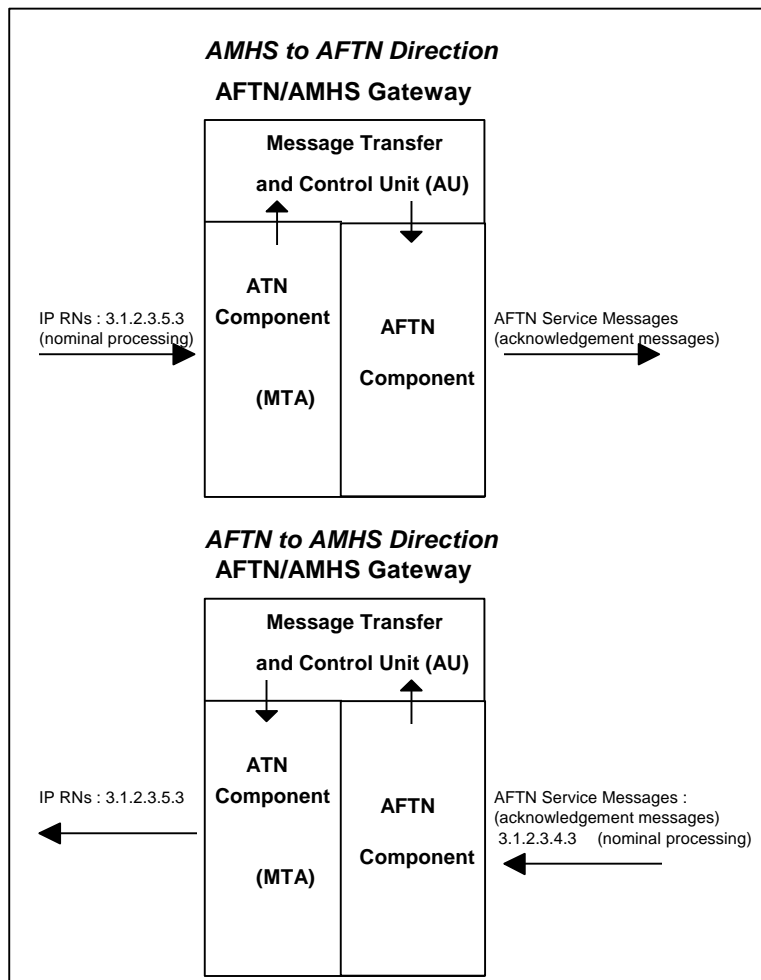 AMHS to AFTN Direction
AFTN/AMHS Gateway
Message Transfer
and Control Unit (AU)
ATN
Component
(MTA)
AFTN
Component
IP RNs : 3.1.2.3.5.3
(nominal processing)
AFTN Service Messages
(acknowledgement messages)
AFTN to AMHS Direction
AFTN/AMHS Gateway
Message Transfer
and Control Unit (AU)
ATN
Component
(MTA)
AFTN
Component
IP RNs : 3.1.2.3.5.3
AFTN Service Messages :
(acknowledgement messages)
3.1.2.3.4.3 (nominal processing)